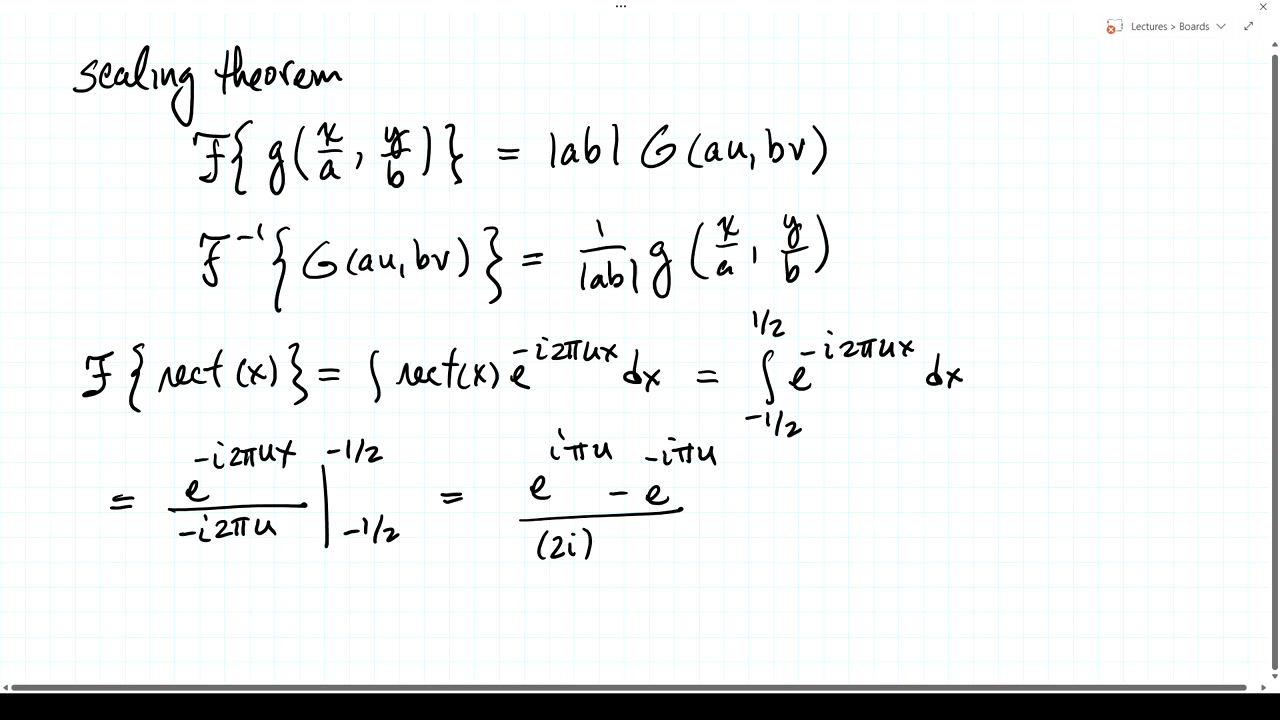 Lectures > Boards
scaling theorem
ℱ{ g(x/a, y/b) } = |ab| G(au, bv)
ℱ⁻¹{ G(au, bv) } = 1/|ab| g(x/a, y/b)
ℱ{ rect(x) } = ∫ rect(x) e^{-i2πux} dx = ∫_{-1/2}^{1/2} e^{-i2πux} dx
= e^{-i2πux}/(-i2πu) |_{-1/2}^{-1/2} = (e^{iπu} - e^{-iπu})/(2i)